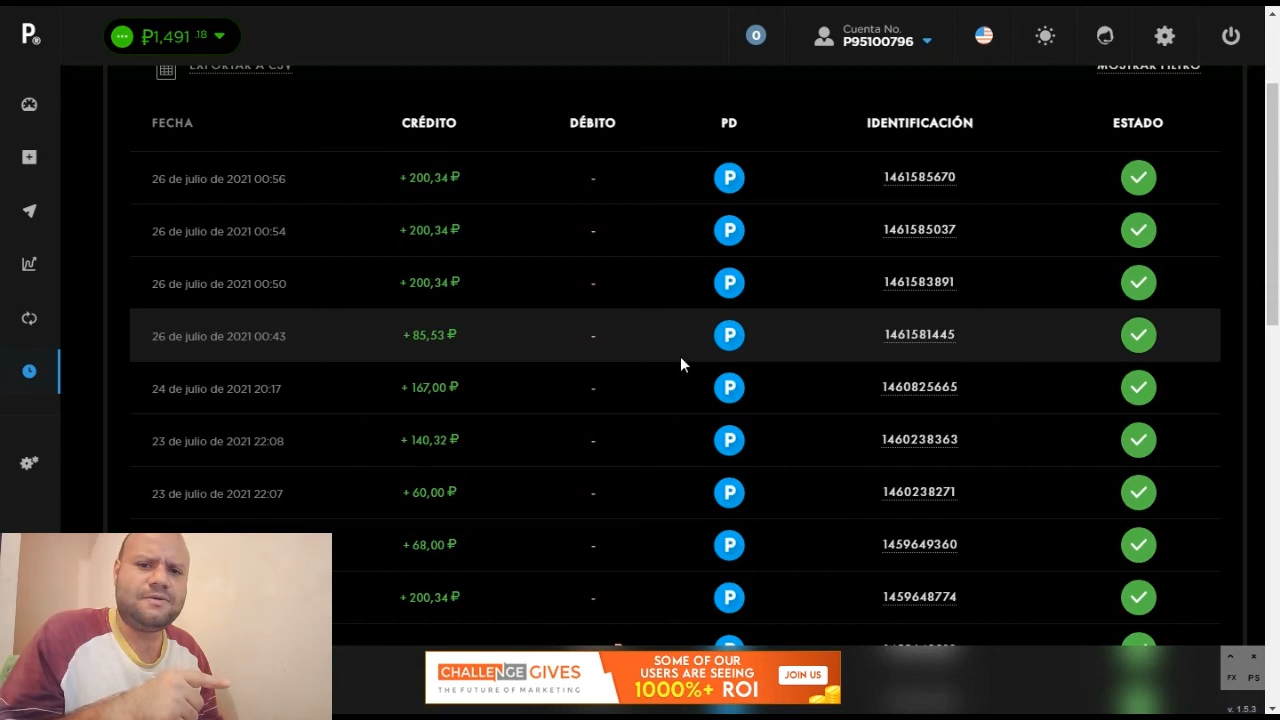 P®
₽1,491 .18
0
Cuenta No.
P95100796
EXPORTAR A CSV
MOSTRAR FILTRO
FECHA CRÉDITO DÉBITO PD IDENTIFICACIÓN ESTADO
26 de julio de 2021 00:56 + 200,34 ₽ - P 1461585670
26 de julio de 2021 00:54 + 200,34 ₽ - P 1461585037
26 de julio de 2021 00:50 + 200,34 ₽ - P 1461583891
26 de julio de 2021 00:43 + 85,53 ₽ - P 1461581445
24 de julio de 2021 20:17 + 167,00 ₽ - P 1460825665
23 de julio de 2021 22:08 + 140,32 ₽ - P 1460238363
23 de julio de 2021 22:07 + 60,00 ₽ - P 1460238271
+ 68,00 ₽ - P 1459649360
+ 200,34 ₽ - P 1459648774
CHALLENGE GIVES
THE FUTURE OF MARKETING
SOME OF OUR
USERS ARE SEEING
1000%+ ROI
JOIN US
FX PS
v. 1.5.3